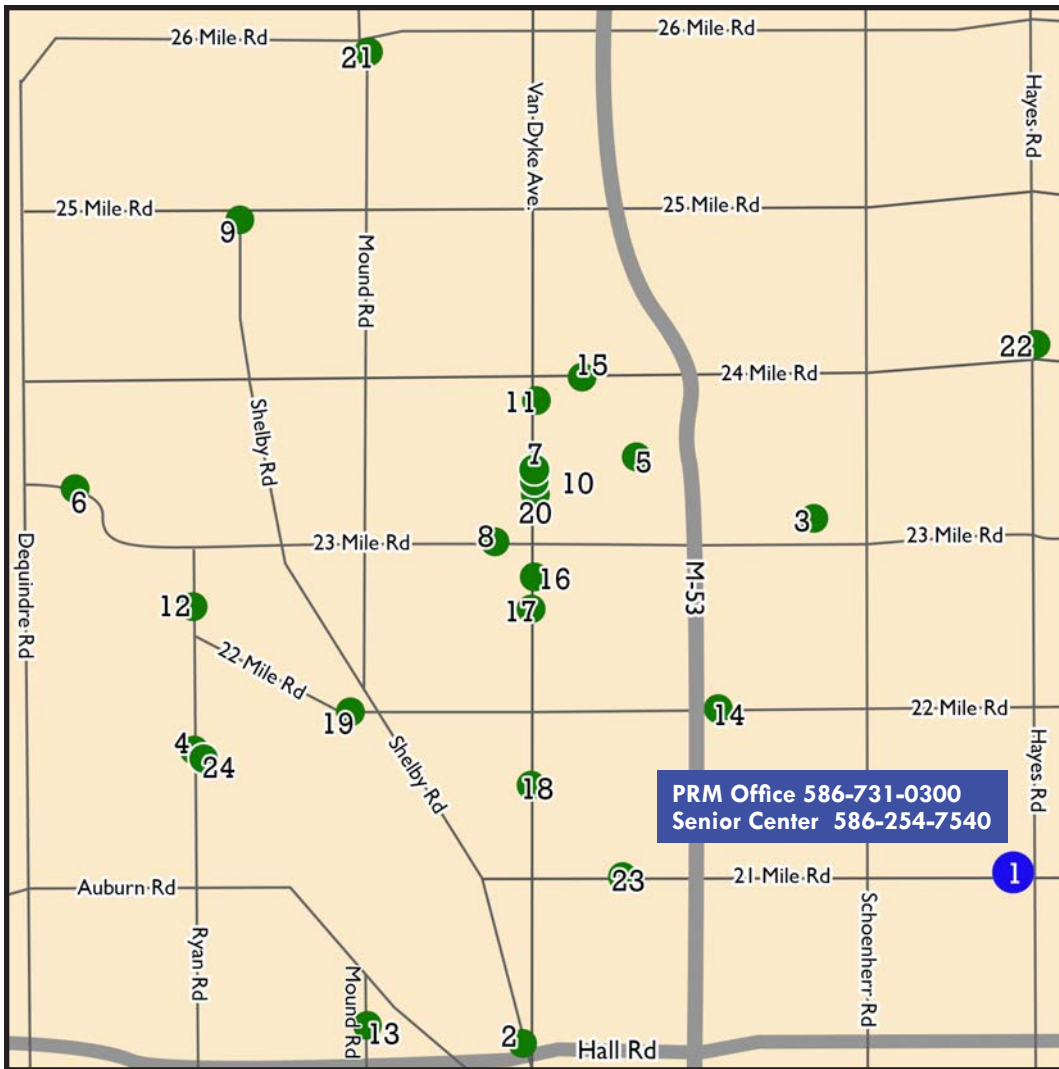 26 Mile Rd
26 Mile Rd
21
Van Dyke Ave.
Hayes Rd
25 Mile Rd
25 Mile Rd
9
Mound Rd
22
15
24 Mile Rd
11
Shelby Rd
7
5
10
6
20
3
8
23 Mile Rd
23 Mile Rd
Dequindre Rd
M-53
16
12
17
22 Mile Rd
19
14
22 Mile Rd
4
24
Shelby Rd
18
Hayes Rd
PRM Office 586-731-0300
Senior Center 586-254-7540
23
21 Mile Rd
1
Auburn Rd
Schoenherr Rd
Ryan Rd
Mound Rd
13
2
Hall Rd